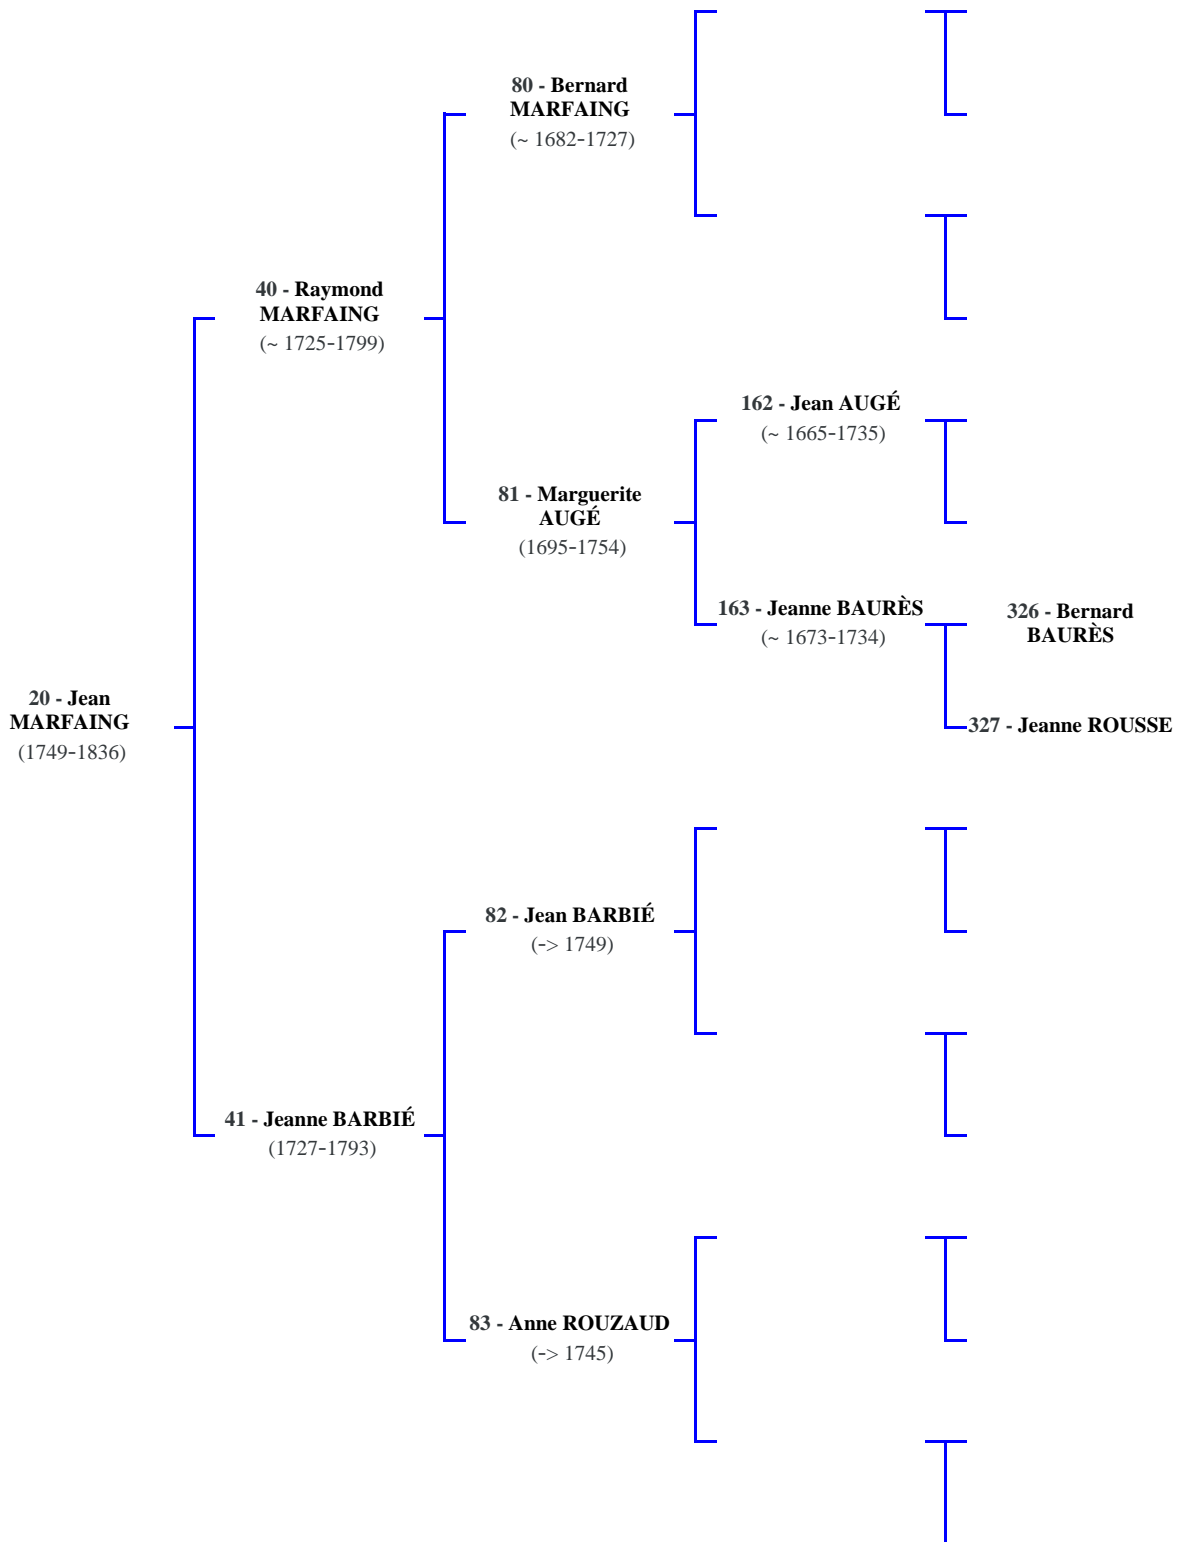 80 - Bernard
MARFAING
(~ 1682-1727)
40 - Raymond
MARFAING
(~ 1725-1799)
162 - Jean AUGÉ
(~ 1665-1735)
81 - Marguerite
AUGÉ
(1695-1754)
163 - Jeanne BAURÈS
(~ 1673-1734)
326 - Bernard
BAURÈS
20 - Jean
MARFAING
(1749-1836)
327 - Jeanne ROUSSE
82 - Jean BARBIÉ
(-> 1749)
41 - Jeanne BARBIÉ
(1727-1793)
83 - Anne ROUZAUD
(-> 1745)